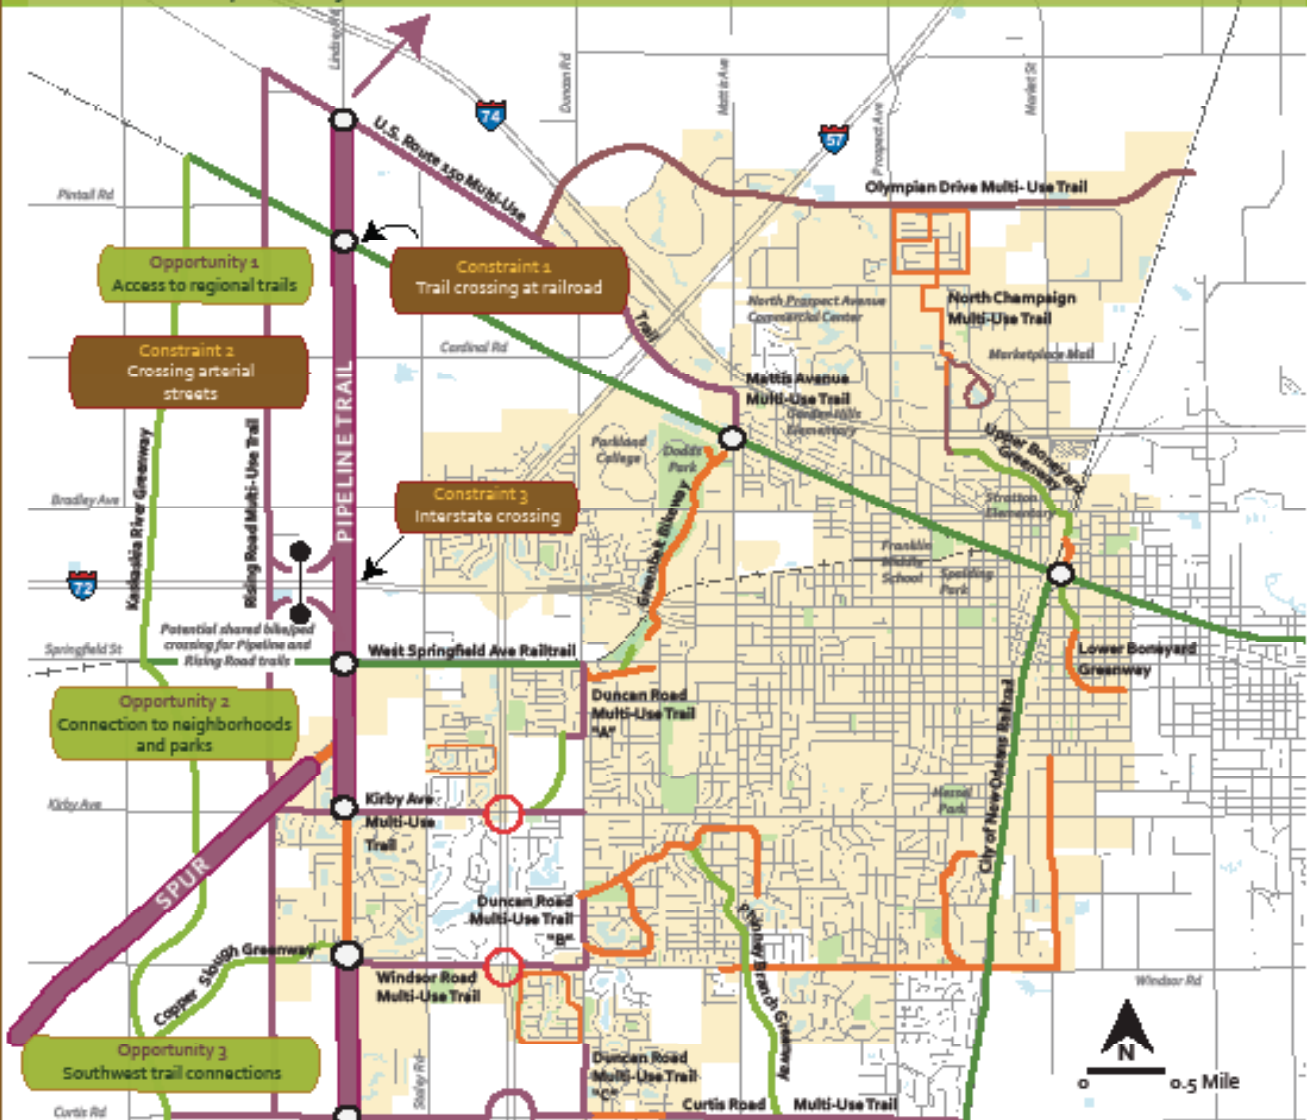 Lindsey Rd
Duncan Rd
Mattis Ave
Market St
Prospect Ave
74
57
U.S. Route 150 Multi-Use
Trail
Olympian Drive Multi-Use Trail
Pintail Rd
Opportunity 1
Access to regional trails
Constraint 1
Trail crossing at railroad
North Prospect Avenue
Commercial Center
North Champaign
Multi-Use Trail
Constraint 2
Crossing arterial
streets
Cardinal Rd
Marketplace Mall
Mattis Avenue
Multi-Use Trail
Garden Hills
Elementary
PIPELINE TRAIL
Rising Road Multi-Use Trail
Kaskaskia River Greenway
Parkland
College
Dodds
Park
Upper Boneyard
Greenway
Bradley Ave
Constraint 3
Interstate crossing
Stratton
Elementary
Greenbelt Bikeway
Franklin
Middle
School
Spalding
Park
72
Potential shared bike/ped
crossing for Pipeline and
Rising Road trails
Springfield St
West Springfield Ave Railtrail
Lower Boneyard
Greenway
Opportunity 2
Connection to neighborhoods
and parks
Duncan Road
Multi-Use Trail
"A"
City of New Orleans Railtrail
Kirby Ave
Kirby Ave
Multi-Use
Trail
Hessel
Park
SPUR
Duncan Road
Multi-Use Trail
"B"
Phinney Branch Greenway
Copper Slough Greenway
Windsor Road
Multi-Use Trail
Windsor Rd
N
0 0.5 Mile
Opportunity 3
Southwest trail connections
Staley Rd
Duncan Road
Multi-Use Trail
"C"
Curtis Rd
Curtis Road Multi-Use Trail